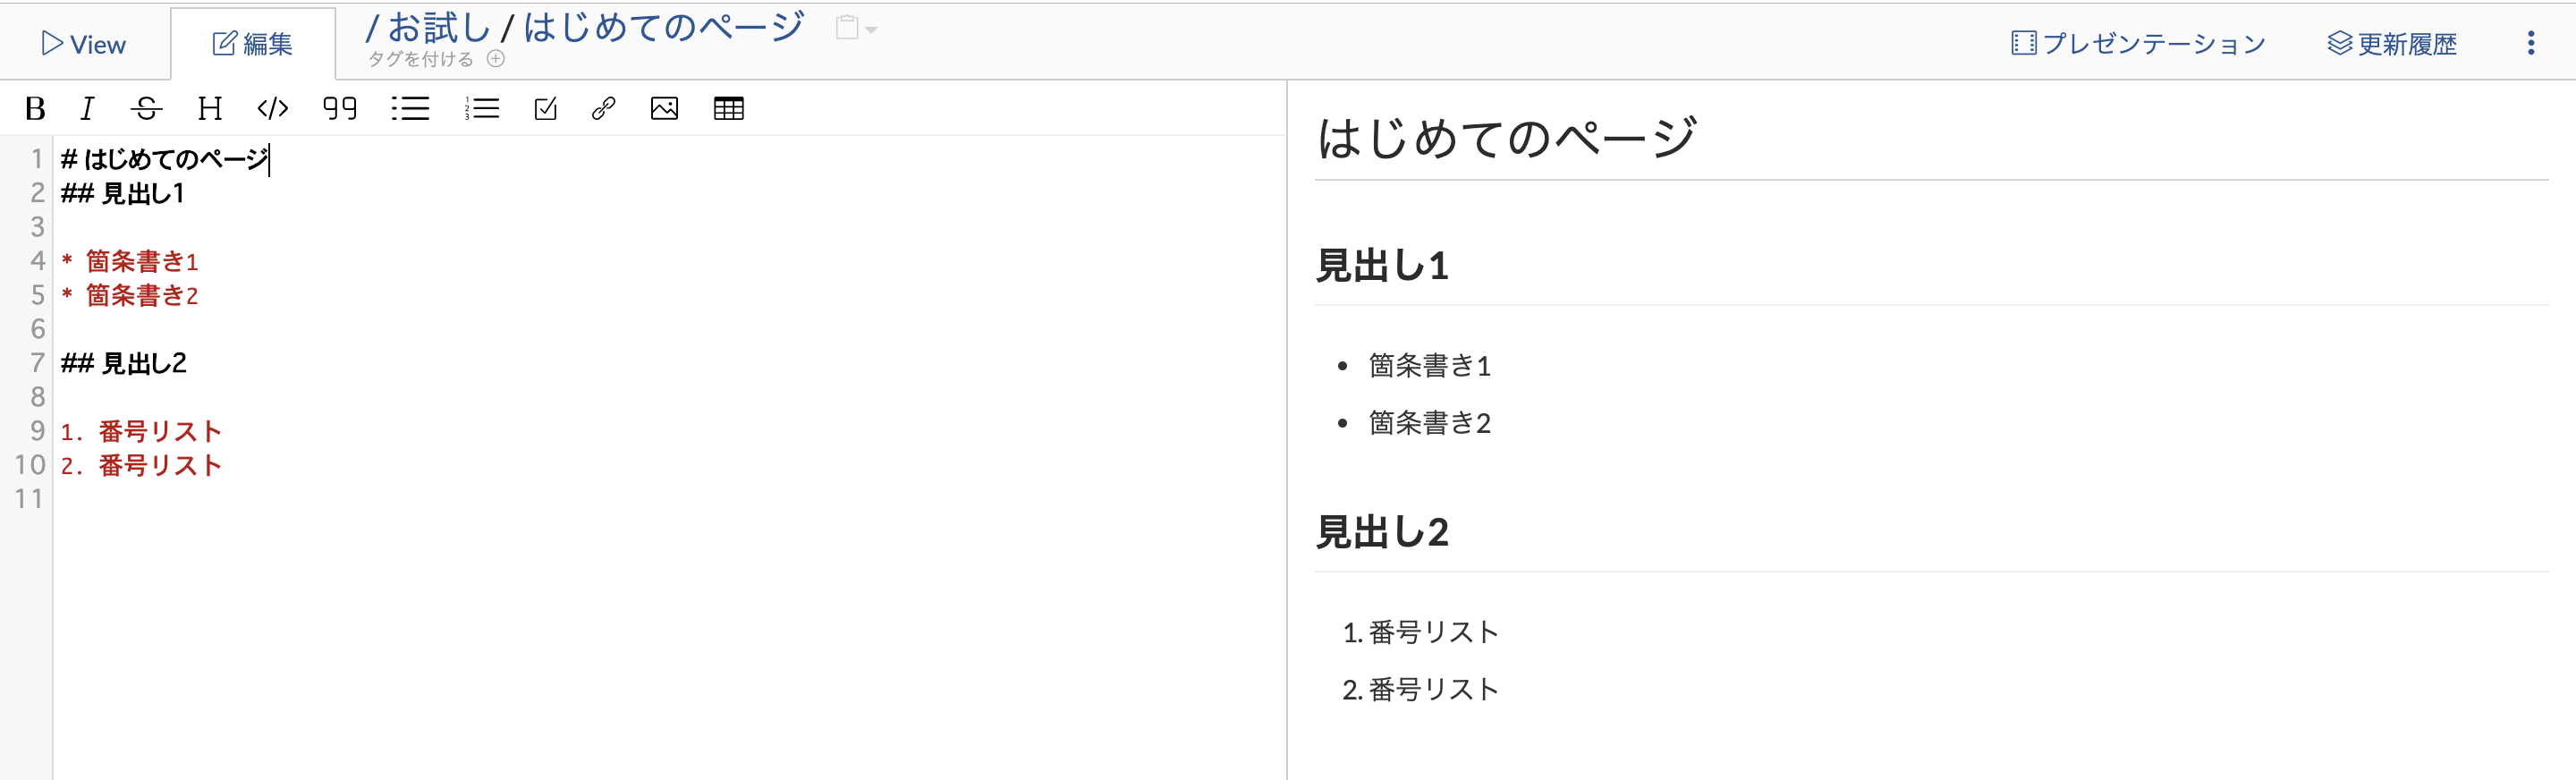 View
編集
/ お試し / はじめてのページ
タグを付ける
プレゼンテーション
更新履歴
B I S H </>
1 # はじめてのページ
2 ## 見出し1
3
4 * 箇条書き1
5 * 箇条書き2
6
7 ## 見出し2
8
9 1. 番号リスト
10 2. 番号リスト
11
はじめてのページ
見出し1
• 箇条書き1
• 箇条書き2
見出し2
1. 番号リスト
2. 番号リスト